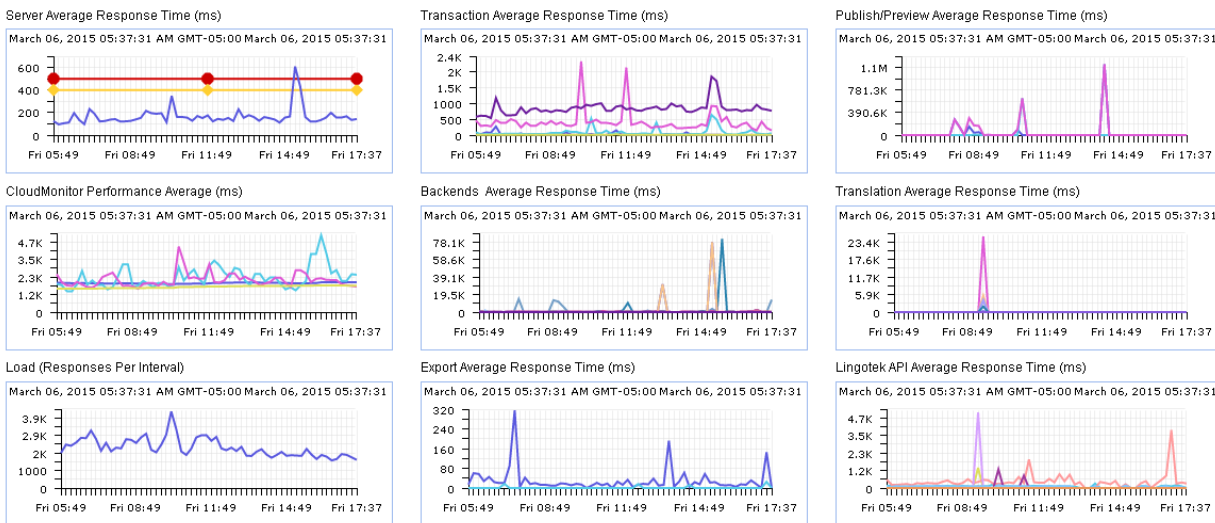 Server Average Response Time (ms)
March 06, 2015 05:37:31 AM GMT-05:00 March 06, 2015 05:37:31
600
400
200
0
Fri 05:49 Fri 08:49 Fri 11:49 Fri 14:49 Fri 17:37
Transaction Average Response Time (ms)
March 06, 2015 05:37:31 AM GMT-05:00 March 06, 2015 05:37:31
2.4K
2K
1.5K
1000
500
0
Fri 05:49 Fri 08:49 Fri 11:49 Fri 14:49 Fri 17:37
Publish/Preview Average Response Time (ms)
March 06, 2015 05:37:31 AM GMT-05:00 March 06, 2015 05:37:31
1.1M
781.3K
390.6K
0
Fri 05:49 Fri 08:49 Fri 11:49 Fri 14:49 Fri 17:37
CloudMonitor Performance Average (ms)
March 06, 2015 05:37:31 AM GMT-05:00 March 06, 2015 05:37:31
4.7K
3.5K
2.3K
1.2K
0
Fri 05:49 Fri 08:49 Fri 11:49 Fri 14:49 Fri 17:37
Backends Average Response Time (ms)
March 06, 2015 05:37:31 AM GMT-05:00 March 06, 2015 05:37:31
78.1K
58.6K
39.1K
19.5K
0
Fri 05:49 Fri 08:49 Fri 11:49 Fri 14:49 Fri 17:37
Translation Average Response Time (ms)
March 06, 2015 05:37:31 AM GMT-05:00 March 06, 2015 05:37:31
23.4K
17.6K
11.7K
5.9K
0
Fri 05:49 Fri 08:49 Fri 11:49 Fri 14:49 Fri 17:37
Load (Responses Per Interval)
March 06, 2015 05:37:31 AM GMT-05:00 March 06, 2015 05:37:31
3.9K
2.9K
2K
1000
0
Fri 05:49 Fri 08:49 Fri 11:49 Fri 14:49 Fri 17:37
Export Average Response Time (ms)
March 06, 2015 05:37:31 AM GMT-05:00 March 06, 2015 05:37:31
320
240
160
80
0
Fri 05:49 Fri 08:49 Fri 11:49 Fri 14:49 Fri 17:37
Lingotek API Average Response Time (ms)
March 06, 2015 05:37:31 AM GMT-05:00 March 06, 2015 05:37:31
4.7K
3.5K
2.3K
1.2K
0
Fri 05:49 Fri 08:49 Fri 11:49 Fri 14:49 Fri 17:37